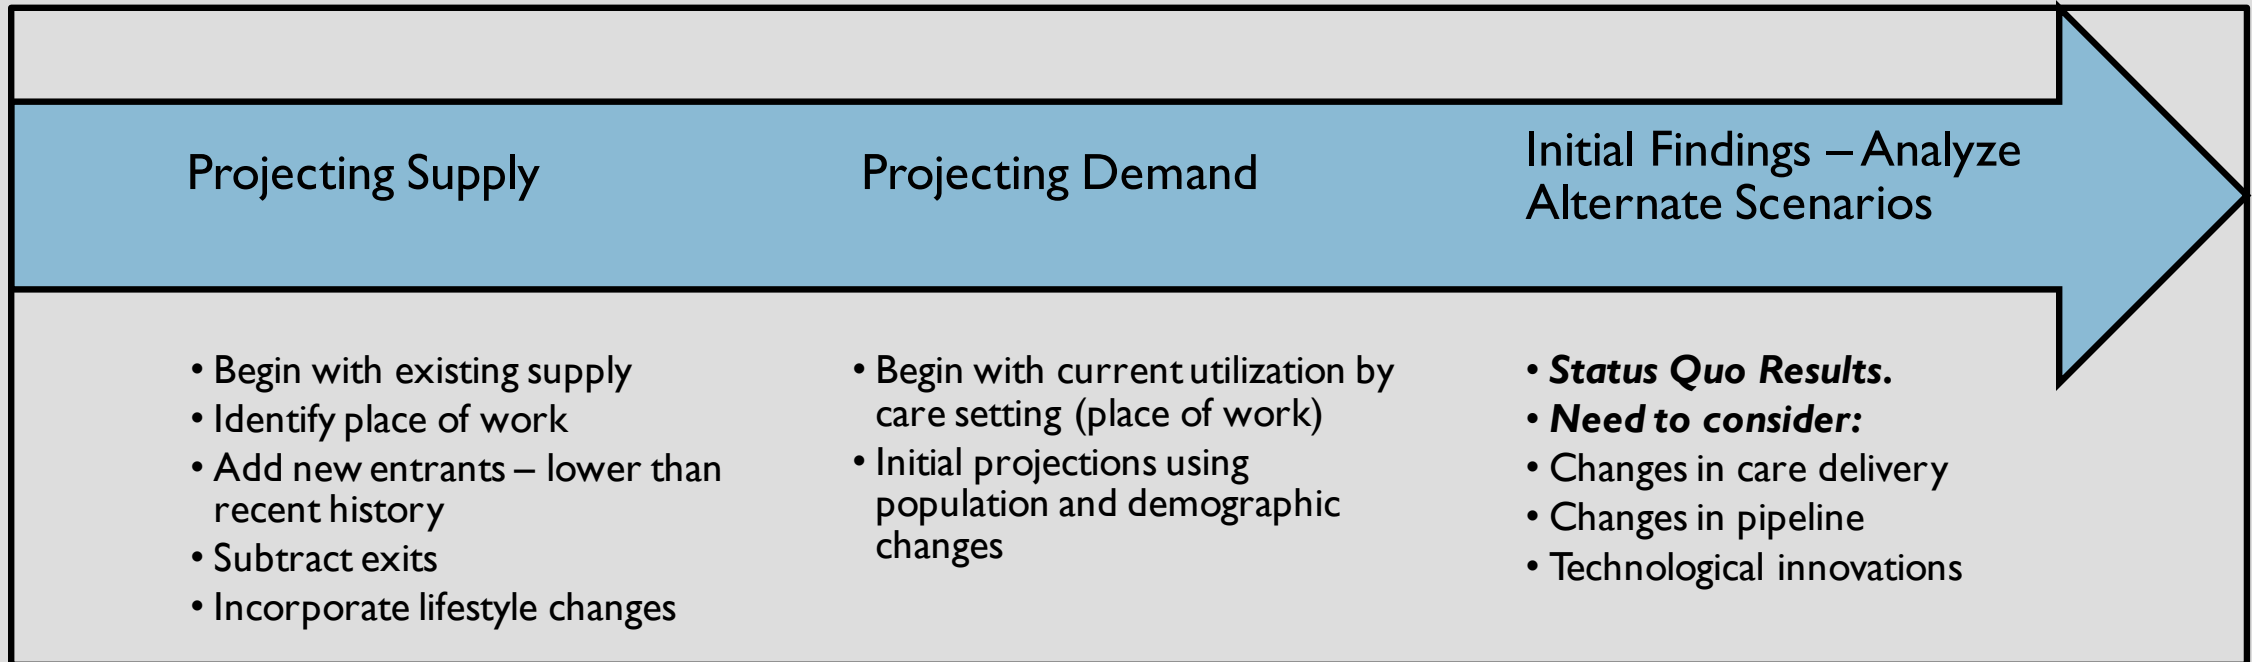 Projecting Supply
Projecting Demand
Initial Findings – Analyze
Alternate Scenarios
• Begin with existing supply
• Identify place of work
• Add new entrants – lower than
recent history
• Subtract exits
• Incorporate lifestyle changes
• Begin with current utilization by
care setting (place of work)
• Initial projections using
population and demographic
changes
• Status Quo Results.
• Need to consider:
• Changes in care delivery
• Changes in pipeline
• Technological innovations